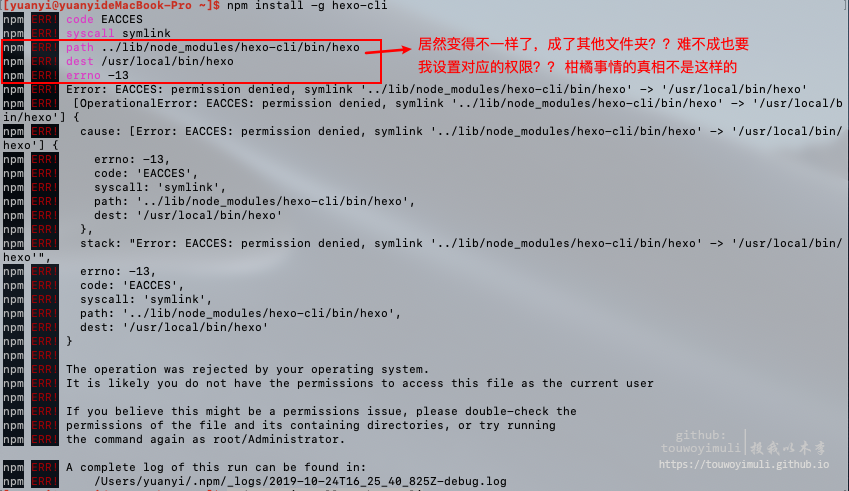 [yuanyi@yuanyideMacBook-Pro ~]$ npm install -g hexo-cli
npm ERR! code EACCES
npm ERR! syscall symlink
npm ERR! path ../lib/node_modules/hexo-cli/bin/hexo
npm ERR! dest /usr/local/bin/hexo
npm ERR! errno -13
居然变得不一样了，成了其他文件夹？？难不成也要
我设置对应的权限？？ 柑橘事情的真相不是这样的
npm ERR! Error: EACCES: permission denied, symlink '../lib/node_modules/hexo-cli/bin/hexo' -> '/usr/local/bin/hexo'
npm ERR!  [OperationalError: EACCES: permission denied, symlink '../lib/node_modules/hexo-cli/bin/hexo' -> '/usr/local/b
in/hexo'] {
npm ERR!   cause: [Error: EACCES: permission denied, symlink '../lib/node_modules/hexo-cli/bin/hexo' -> '/usr/local/bin/
hexo'] {
npm ERR!     errno: -13,
npm ERR!     code: 'EACCES',
npm ERR!     syscall: 'symlink',
npm ERR!     path: '../lib/node_modules/hexo-cli/bin/hexo',
npm ERR!     dest: '/usr/local/bin/hexo'
npm ERR!   },
npm ERR!   stack: "Error: EACCES: permission denied, symlink '../lib/node_modules/hexo-cli/bin/hexo' -> '/usr/local/bin/
hexo'",
npm ERR!   errno: -13,
npm ERR!   code: 'EACCES',
npm ERR!   syscall: 'symlink',
npm ERR!   path: '../lib/node_modules/hexo-cli/bin/hexo',
npm ERR!   dest: '/usr/local/bin/hexo'
npm ERR! }
npm ERR!
npm ERR! The operation was rejected by your operating system.
npm ERR! It is likely you do not have the permissions to access this file as the current user
npm ERR!
npm ERR! If you believe this might be a permissions issue, please double-check the
npm ERR! permissions of the file and its containing directories, or try running
npm ERR! the command again as root/Administrator.
github:
touwoyimuli|投我以木李
https://touwoyimuli.github.io
npm ERR! A complete log of this run can be found in:
npm ERR!     /Users/yuanyi/.npm/_logs/2019-10-24T16_25_40_825Z-debug.log